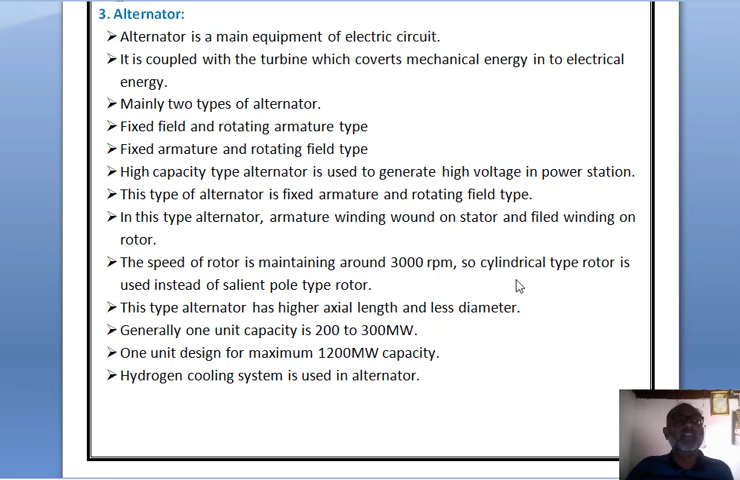 3. Alternator:
➢ Alternator is a main equipment of electric circuit.
➢ It is coupled with the turbine which coverts mechanical energy in to electrical
energy.
➢ Mainly two types of alternator.
➢ Fixed field and rotating armature type
➢ Fixed armature and rotating field type
➢ High capacity type alternator is used to generate high voltage in power station.
➢ This type of alternator is fixed armature and rotating field type.
➢ In this type alternator, armature winding wound on stator and filed winding on
rotor.
➢ The speed of rotor is maintaining around 3000 rpm, so cylindrical type rotor is
used instead of salient pole type rotor.
➢ This type alternator has higher axial length and less diameter.
➢ Generally one unit capacity is 200 to 300MW.
➢ One unit design for maximum 1200MW capacity.
➢ Hydrogen cooling system is used in alternator.